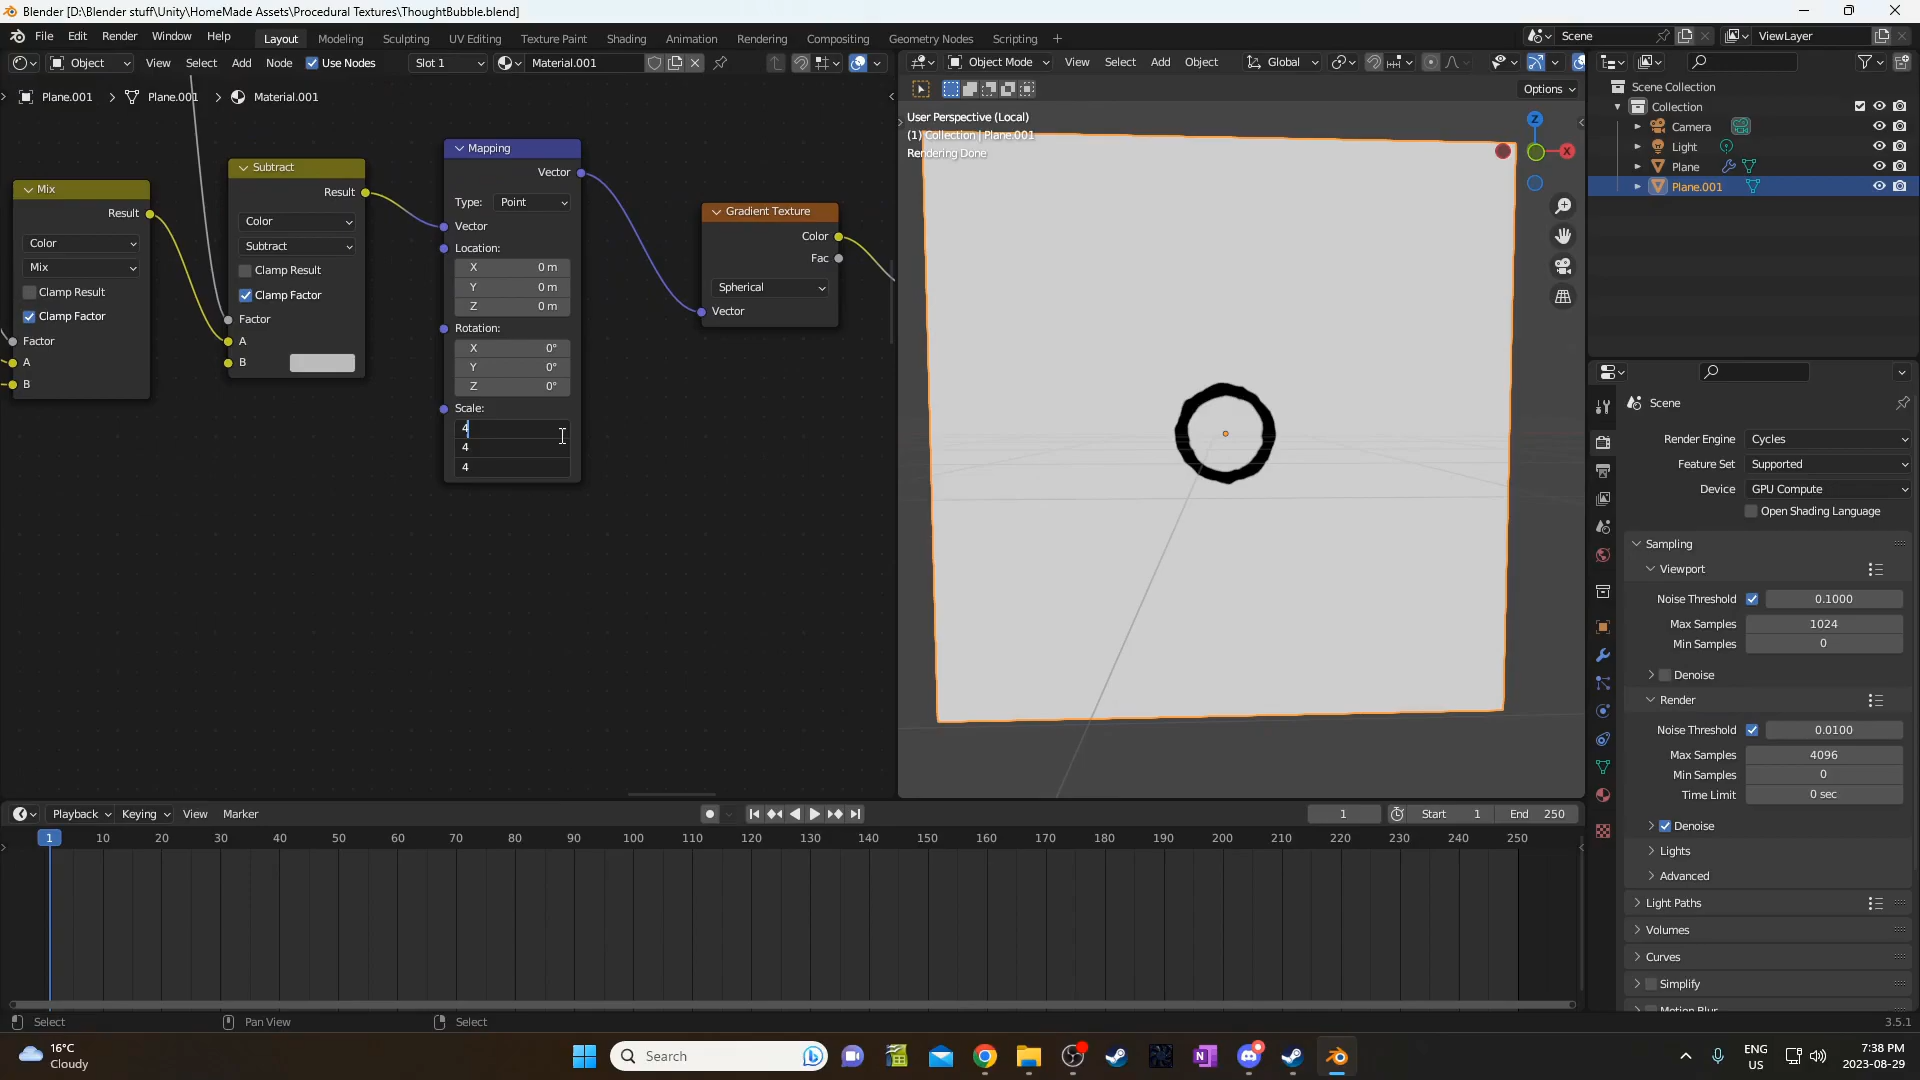 Blender [D:\Blender stuff\Unity\HomeMade Assets\Procedural Textures\ThoughtBubble.blend]
File Edit Render Window Help Layout Modeling Sculpting UV Editing Texture Paint Shading Animation Rendering Compositing Geometry Nodes Scripting + Scene ViewLayer
Object View Select Add Node Use Nodes Slot 1 Material.001 Object Mode View Select Add Object Global
Options
Plane.001 > Plane.001 > Material.001
User Perspective (Local)
(1) Collection | Plane.001
Rendering Done
Z
X
Scene Collection
Collection
Camera
Light
Plane
Plane.001
Mix
Result
Color
Mix
Clamp Result
Clamp Factor
Factor
A
B
Subtract
Result
Color
Subtract
Clamp Result
Clamp Factor
Factor
A
B
Mapping
Vector
Type: Point
Vector
Location:
X 0 m
Y 0 m
Z 0 m
Rotation:
X 0°
Y 0°
Z 0°
Scale:
4
4
4
Gradient Texture
Color
Fac
Spherical
Vector
Scene
Render Engine Cycles
Feature Set Supported
Device GPU Compute
Open Shading Language
Sampling
Viewport
Noise Threshold 0.1000
Max Samples 1024
Min Samples 0
Denoise
Render
Noise Threshold 0.0100
Max Samples 4096
Min Samples 0
Time Limit 0 sec
Denoise
Lights
Advanced
Light Paths
Volumes
Curves
Simplify
Motion Blur
Playback Keying View Marker 1 Start 1 End 250
1 10 20 30 40 50 60 70 80 90 100 110 120 130 140 150 160 170 180 190 200 210 220 230 240 250
Select Pan View Select 3.5.1
16°C
Cloudy
Search
ENG
US
7:38 PM
2023-08-29